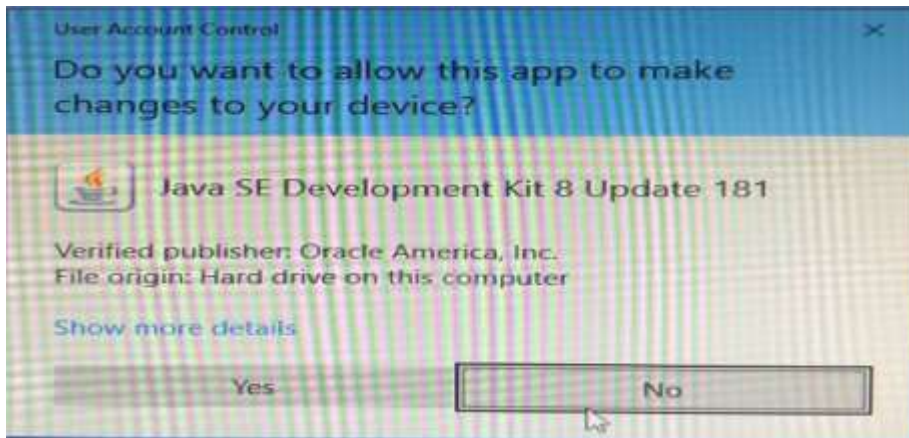 User Account Control
Do you want to allow this app to make
changes to your device?
Java SE Development Kit 8 Update 181
Verified publisher: Oracle America, Inc.
File origin: Hard drive on this computer
Show more details
Yes No